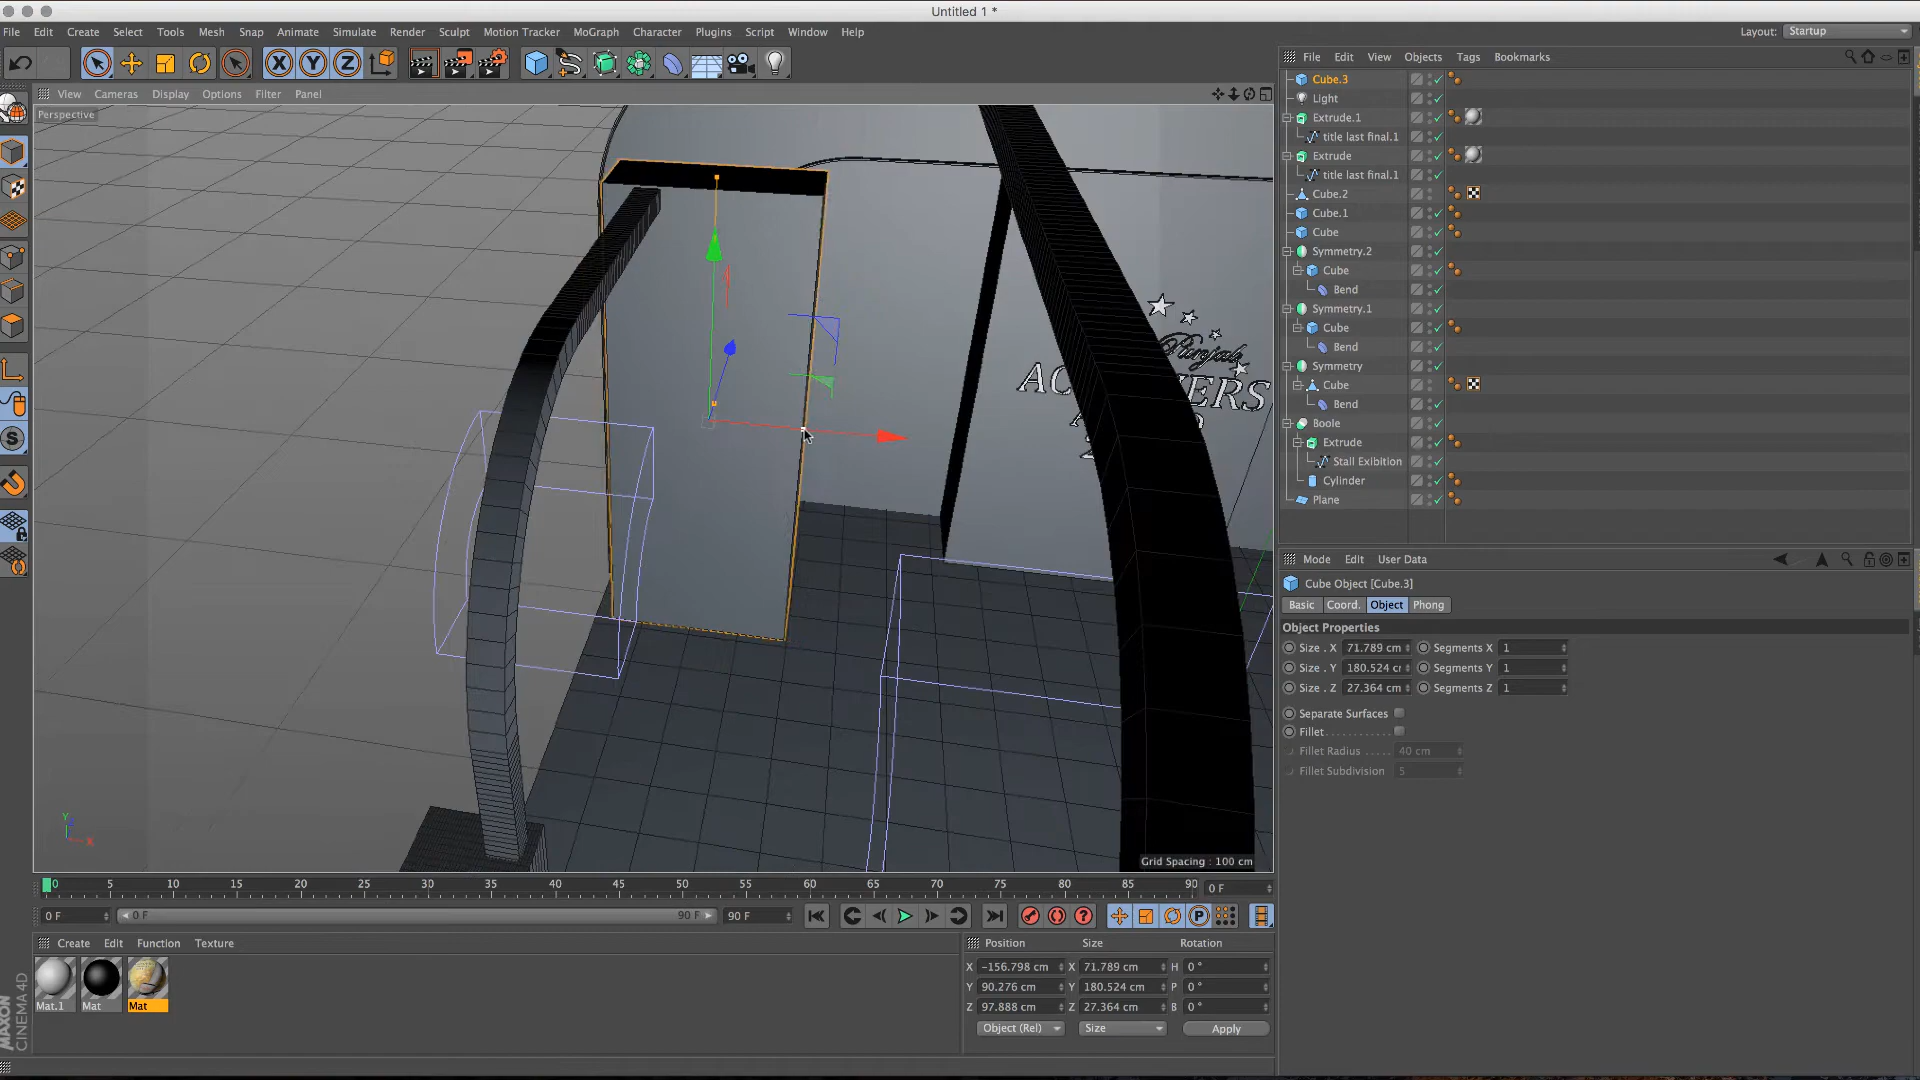 Untitled 1 *
File Edit Create Select Tools Mesh Snap Animate Simulate Render Sculpt Motion Tracker MoGraph Character Plugins Script Window Help
Layout: Startup
File Edit View Objects Tags Bookmarks
View Cameras Display Options Filter Panel
Perspective
Cube.3
Light
Extrude.1
title last final.1
Extrude
title last final.1
Cube.2
Cube.1
Cube
Symmetry.2
Cube
Bend
Symmetry.1
Cube
Bend
Symmetry
Cube
Bend
Boole
Extrude
Stall Exibition
Cylinder
Plane
Punjab
Grid Spacing : 100 cm
Y
X
Mode Edit User Data
Cube Object [Cube.3]
Basic Coord. Object Phong
Object Properties
Size . X 71.789 cm Segments X 1
Size . Y 180.524 cr Segments Y 1
Size . Z 27.364 cm Segments Z 1
Separate Surfaces
Fillet
Fillet Radius 40 cm
Fillet Subdivision 5
0 5 10 15 20 25 30 35 40 45 50 55 60 65 70 75 80 85 90 0 F
0 F 0 F 90 F 90 F
Create Edit Function Texture
Mat.1 Mat Mat
Position Size Rotation
X -156.798 cm X 71.789 cm H 0 °
Y 90.276 cm Y 180.524 cm P 0 °
Z 97.888 cm Z 27.364 cm B 0 °
Object (Rel) Size Apply
MAXON
CINEMA 4D